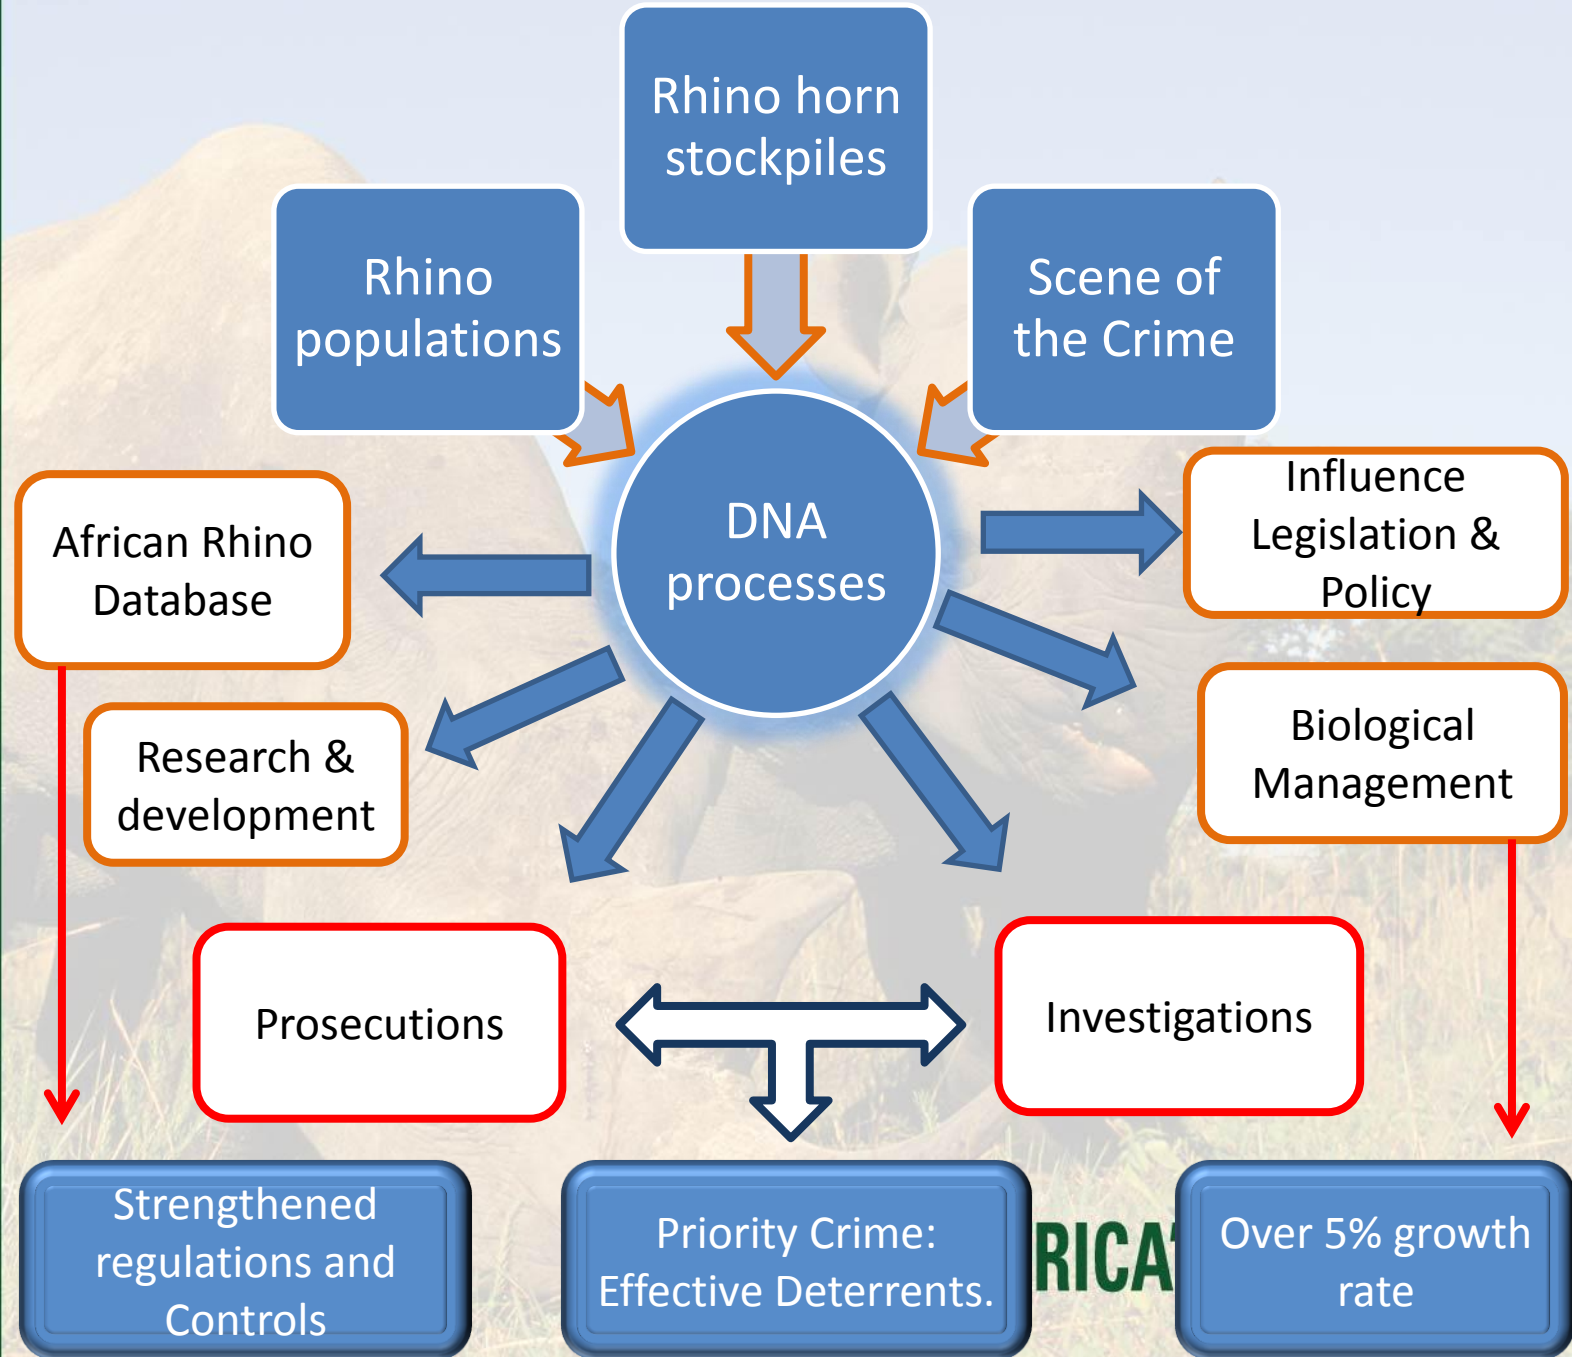 Rhino horn
stockpiles
Rhino
populations
Scene of
the Crime
DNA
processes
African Rhino
Database
Influence
Legislation &
Policy
Research &
development
Biological
Management
Prosecutions
Investigations
Strengthened
regulations and
Controls
Priority Crime:
Effective Deterrents.
RICA
Over 5% growth
rate